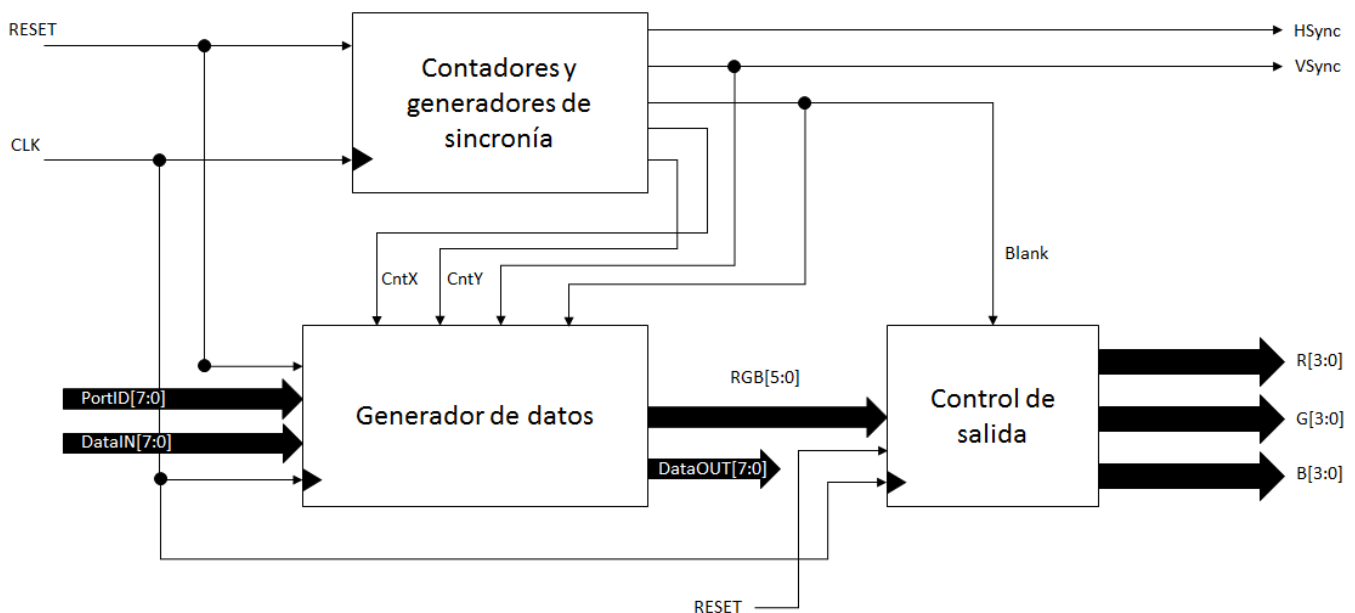 RESET
HSync
Contadores y
generadores de
sincronía
VSync
CLK
CntX
CntY
Blank
PortID[7:0]
DataIN[7:0]
Generador de datos
RGB[5:0]
DataOUT[7:0]
Control de
salida
R[3:0]
G[3:0]
B[3:0]
RESET